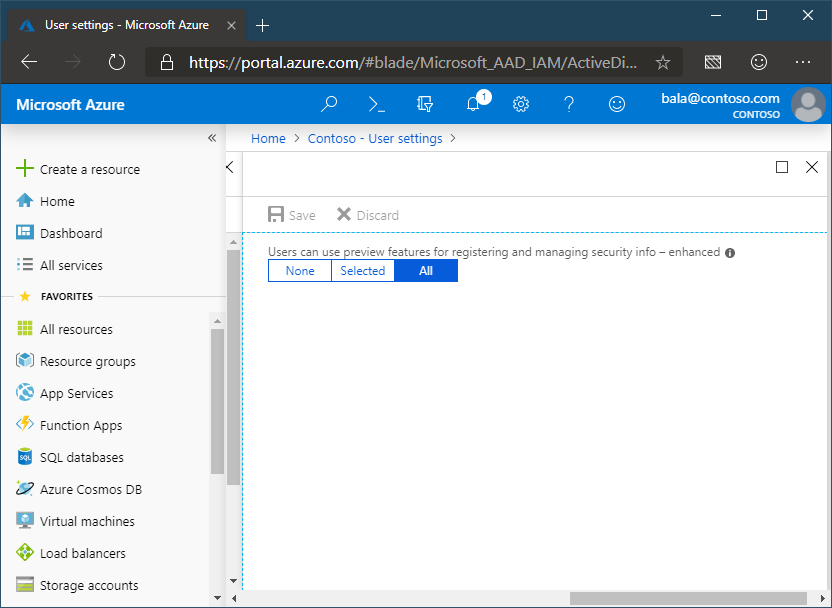 User settings - Microsoft Azure
https://portal.azure.com/#blade/Microsoft_AAD_IAM/ActiveDi...
Microsoft Azure
1
bala@contoso.com
CONTOSO
Home > Contoso - User settings >
Create a resource
Home
Dashboard
All services
FAVORITES
All resources
Resource groups
App Services
Function Apps
SQL databases
Azure Cosmos DB
Virtual machines
Load balancers
Storage accounts
Save Discard
Users can use preview features for registering and managing security info – enhanced
None Selected All